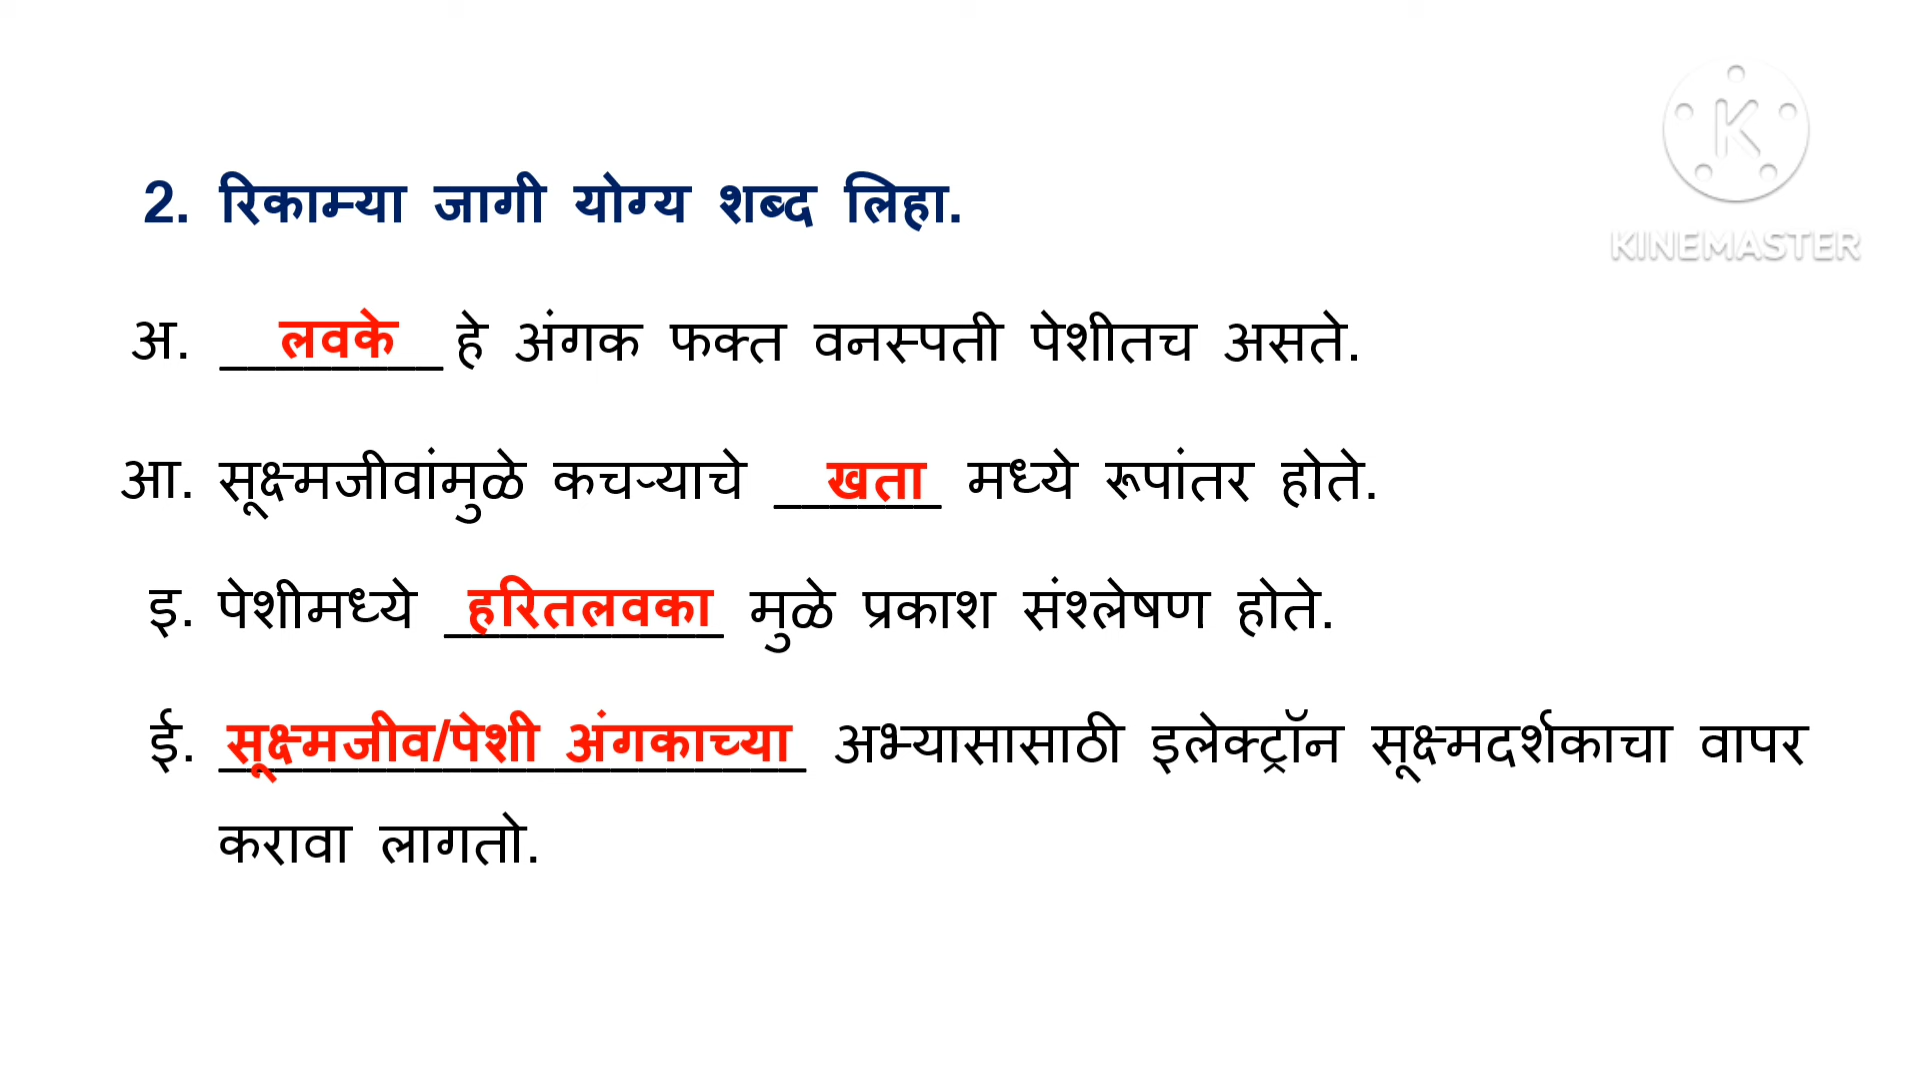 KINEMASTER
2. रिकाम्या जागी योग्य शब्द लिहा.
अ. ________ लवके हे अंगक फक्त वनस्पती पेशीतच असते.
आ. सूक्ष्मजीवांमुळे कचऱ्याचे खता मध्ये रूपांतर होते.
इ. पेशीमध्ये हरितलवका मुळे प्रकाश संश्लेषण होते.
ई. सूक्ष्मजीव/पेशी अंगकाच्या अभ्यासासाठी इलेक्ट्रॉन सूक्ष्मदर्शकाचा वापर
करावा लागतो.